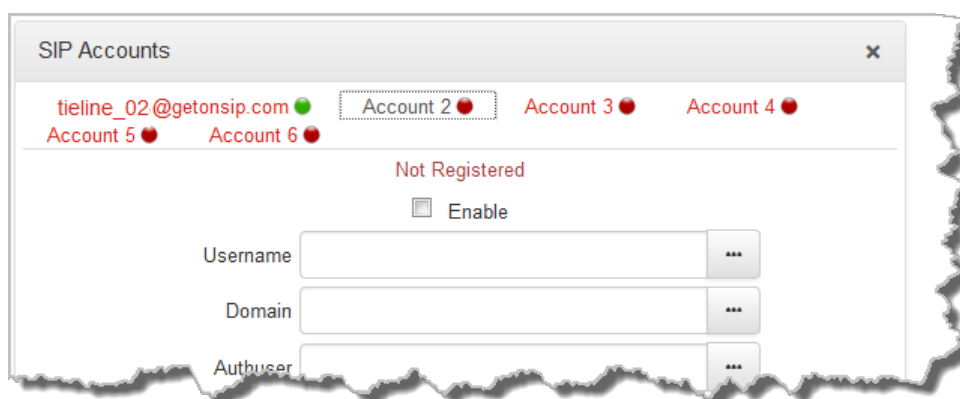 SIP Accounts ×
tieline_02@getonsip.com Account 2 Account 3 Account 4
Account 5 Account 6
Not Registered
Enable
Username ...
Domain ...
Authuser ...